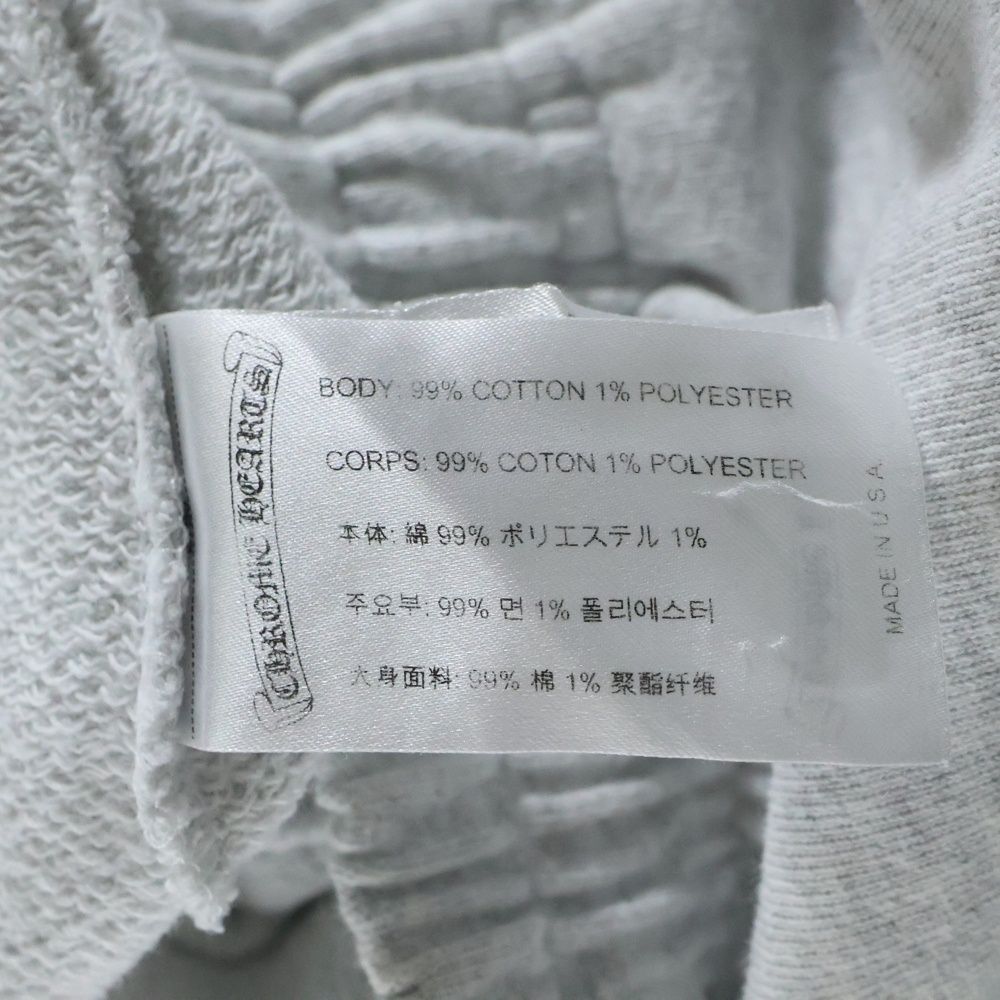 CHROME HEARTS
BODY: 99% COTTON 1% POLYESTER
CORPS: 99% COTON 1% POLYESTER
本体: 綿 99% ポリエステル 1%
주요부: 99% 면 1% 폴리에스터
大身面料: 99% 棉 1% 聚酯纤维
MADE IN U.S.A.